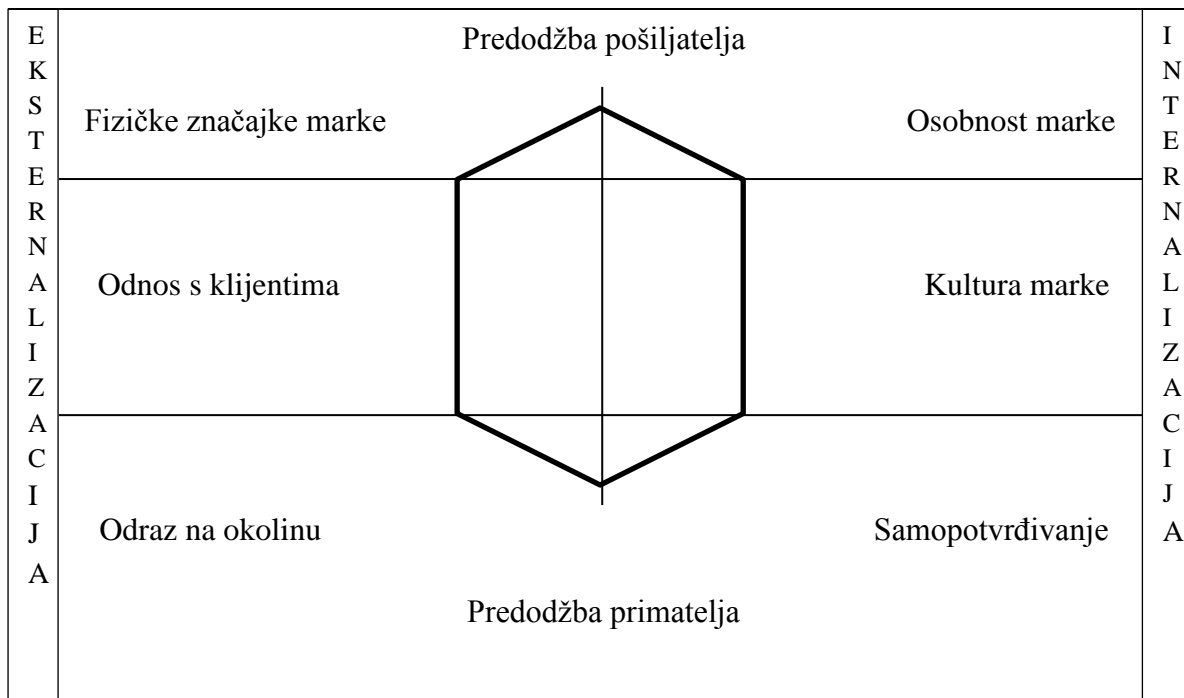 EKSTERNALIZACIJA
Predodžba pošiljatelja
Fizičke značajke marke
Osobnost marke
Odnos s klijentima
Kultura marke
Odraz na okolinu
Samopotvrđivanje
Predodžba primatelja
INTERNALIZACIJA